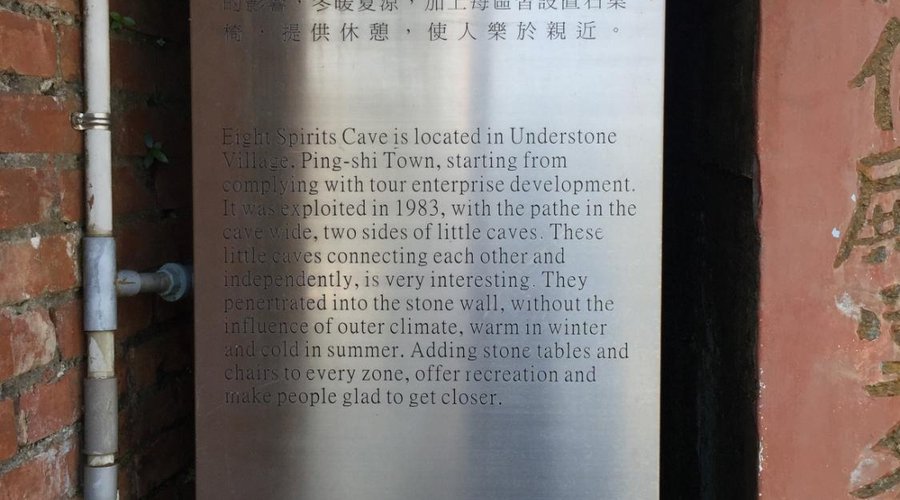 的影響，冬暖夏涼，加上每區皆設置石桌
椅，提供休憩，使人樂於親近。
Eight Spirits Cave is located in Understone
Village, Ping-shi Town, starting from
complying with tour enterprise development.
It was exploited in 1983, with the pathe in the
cave wide, two sides of little caves. These
little caves connecting each other and
independently, is very interesting. They
penertrated into the stone wall, without the
influence of outer climate, warm in winter
and cold in summer. Adding stone tables and
chairs to every zone, offer recreation and
make people glad to get closer.